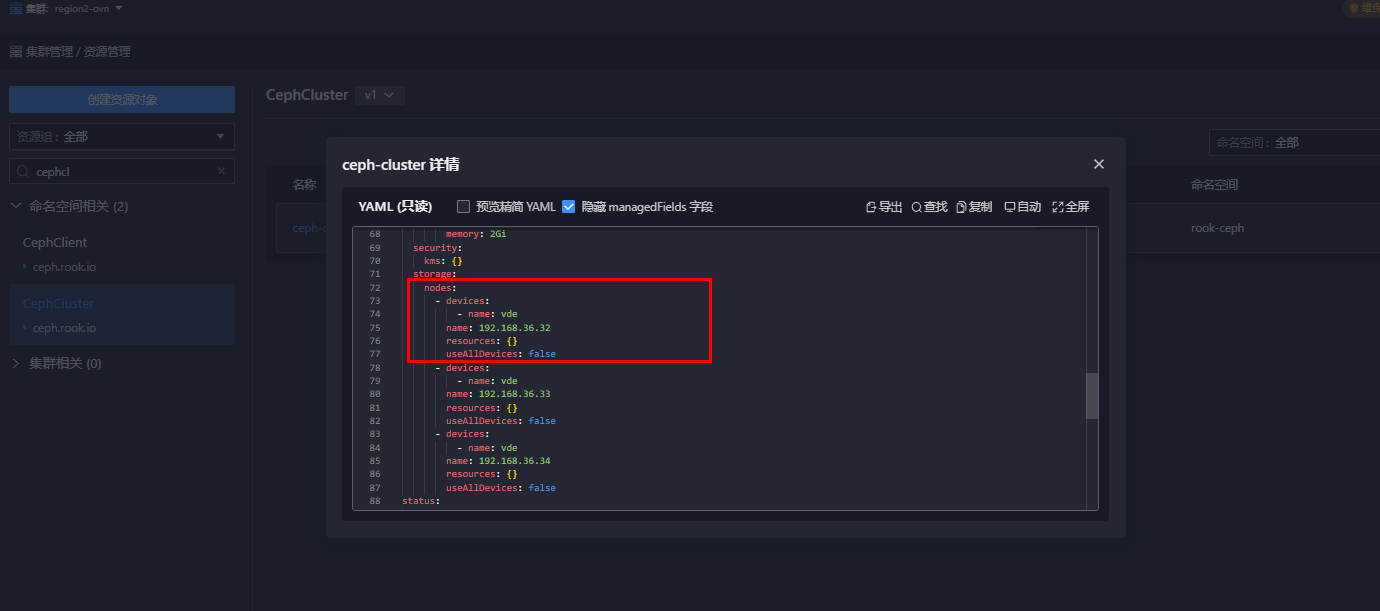 集群: region2-ovn
集群管理 / 资源管理
创建资源对象
资源组 : 全部
cephcl
命名空间相关 (2)
CephClient
ceph.rook.io
CephCluster
ceph.rook.io
集群相关 (0)
CephCluster v1
命名空间 : 全部
名称
命名空间
rook-ceph
ceph-cluster 详情
YAML (只读) 预览精简 YAML 隐藏 managedFields 字段 导出 查找 复制 自动 全屏
68 memory: 2Gi
69 security:
70 kms: {}
71 storage:
72 nodes:
73 - devices:
74 - name: vde
75 name: 192.168.36.32
76 resources: {}
77 useAllDevices: false
78 - devices:
79 - name: vde
80 name: 192.168.36.33
81 resources: {}
82 useAllDevices: false
83 - devices:
84 - name: vde
85 name: 192.168.36.34
86 resources: {}
87 useAllDevices: false
88 status: